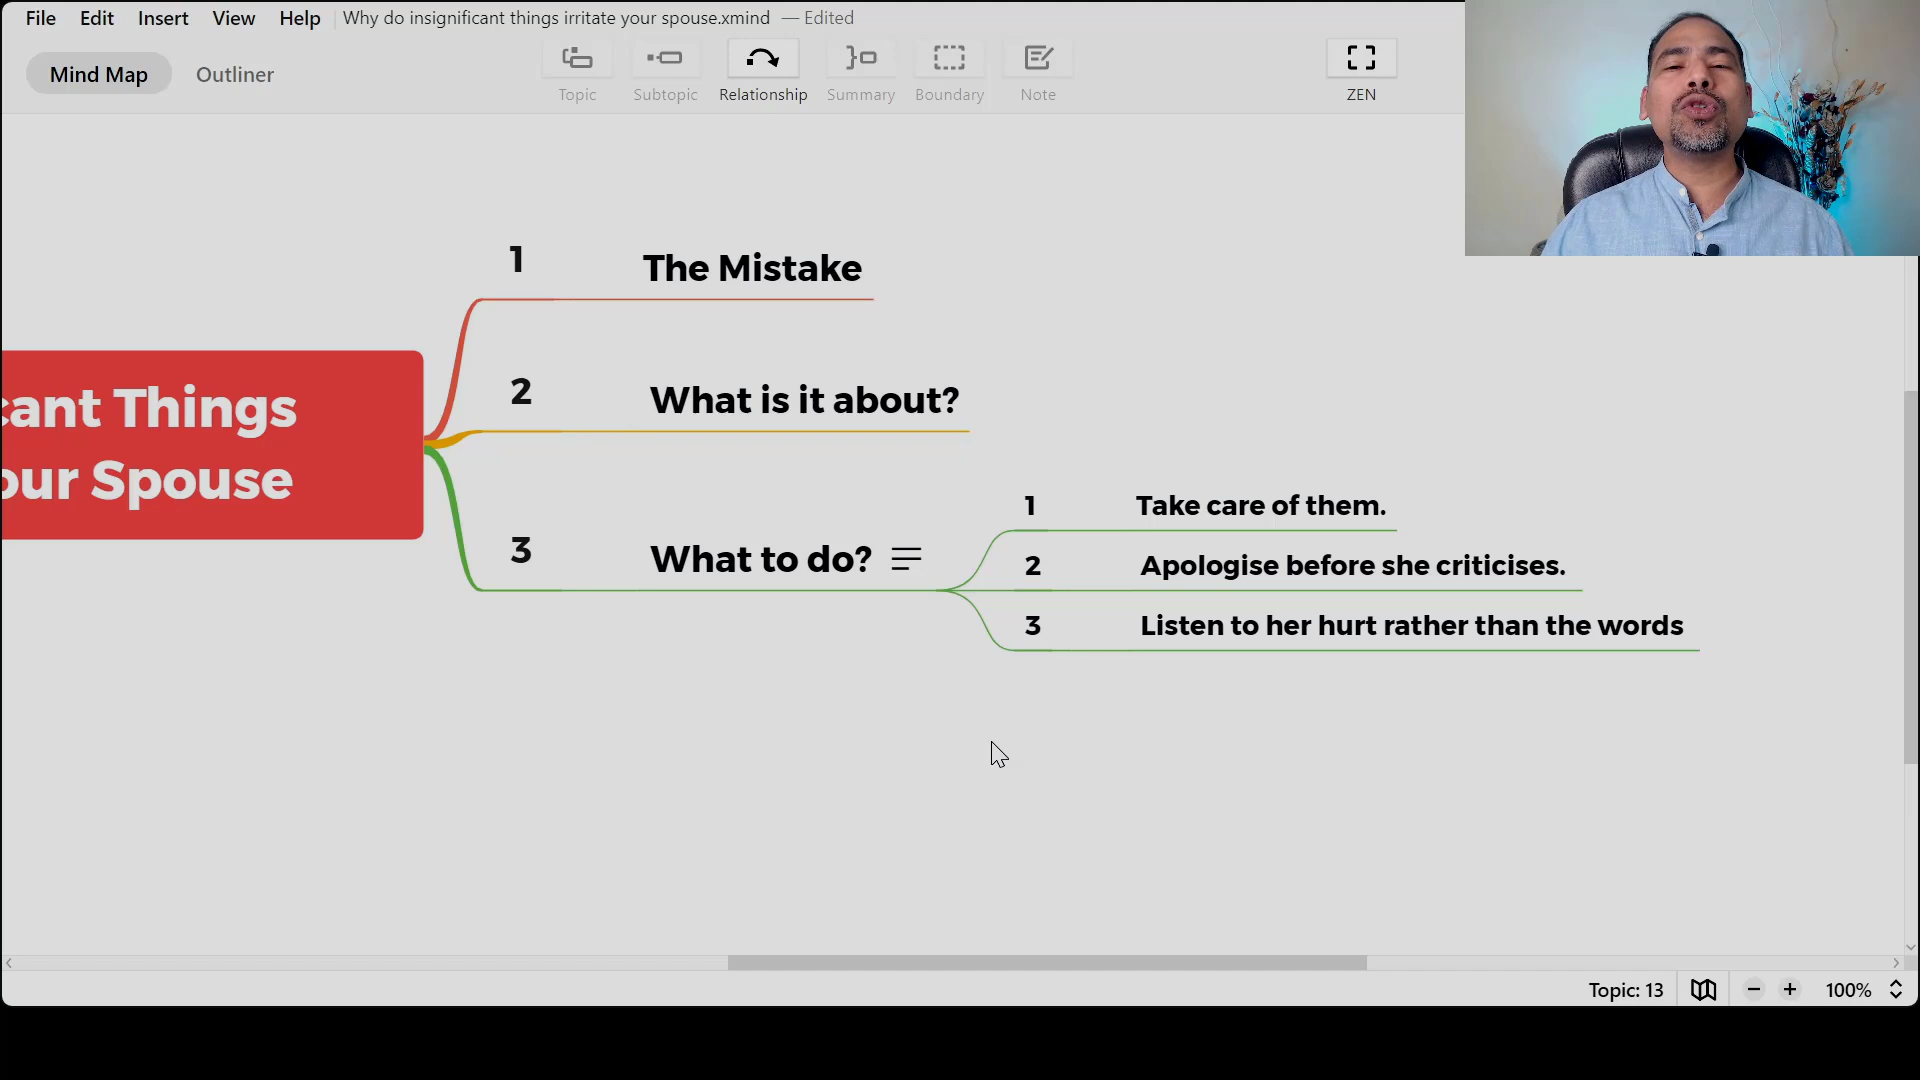 File Edit Insert View Help Why do insignificant things irritate your spouse.xmind — Edited
Mind Map Outliner
Topic Subtopic Relationship Summary Boundary Note ZEN
1 The Mistake
2 What is it about?
cant Things
our Spouse
3 What to do?
1 Take care of them.
2 Apologise before she criticises.
3 Listen to her hurt rather than the words
Topic: 13 100%